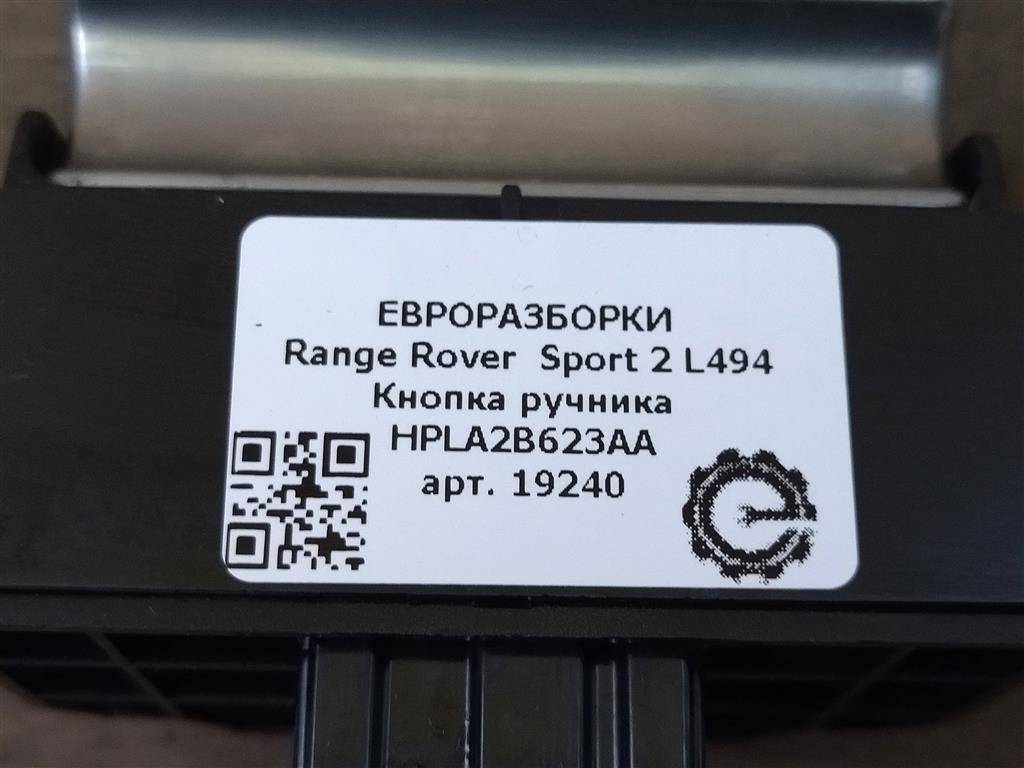 ЕВРОРАЗБОРКИ
Range Rover  Sport 2 L494
Кнопка ручника
HPLA2B623AA
арт. 19240